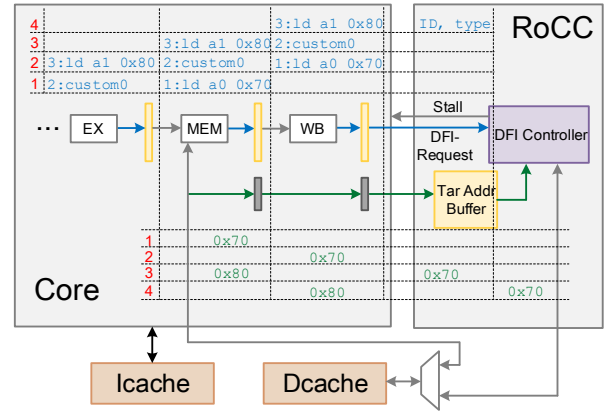 4 3:ld a1 0x80 ID, type RoCC
3 3:ld a1 0x80 2:custom0
2 3:ld a1 0x80 2:custom0 1:ld a0 0x70
1 2:custom0 1:ld a0 0x70
... EX MEM WB
Stall
DFI-
Request
DFI Controller
Tar Addr
Buffer
1 0x70
2 0x70
3 0x80 0x70
4 0x80 0x70
Core
Icache
Dcache